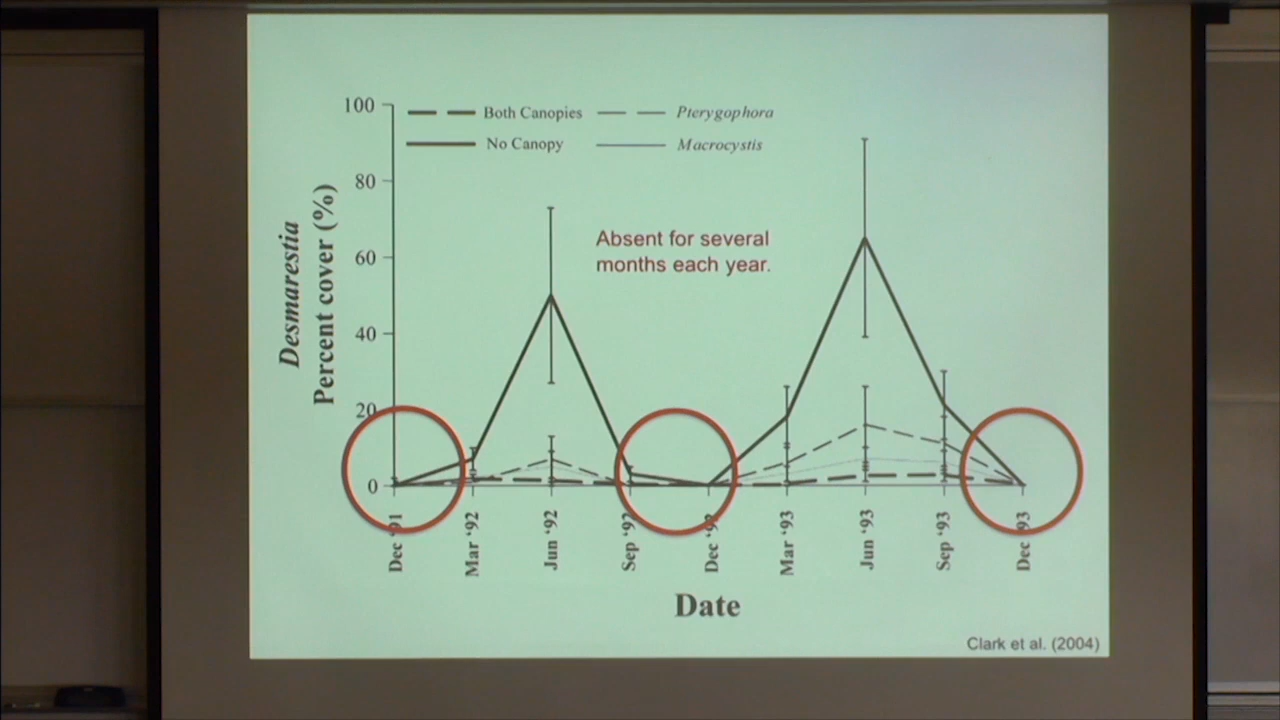 100
80
60
40
20
0
Both Canopies
Pterygophora
No Canopy
Macrocystis
Desmarestia
Percent cover (%)
Absent for several
months each year.
Dec '91
Mar '92
Jun '92
Sep '92
Dec '92
Mar '93
Jun '93
Sep '93
Dec '93
Date
Clark et al. (2004)